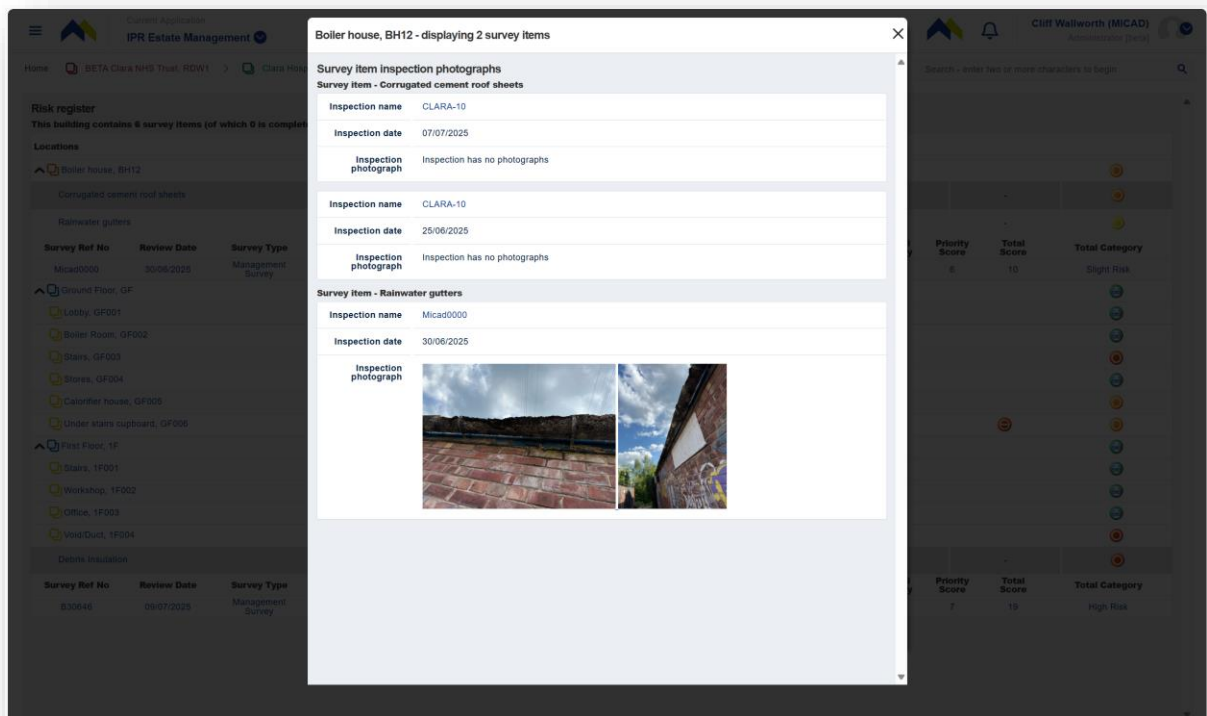 Current Application
IPR Estate Management
Cliff Wallworth (MICAD)
Administrator [beta]
Home
BETA Clara NHS Trust, RDW1
>
Clara Hosp
Search - enter two or more characters to begin
Boiler house, BH12 - displaying 2 survey items
Survey item inspection photographs
Survey item - Corrugated cement roof sheets
Inspection name CLARA-10
Inspection date 07/07/2025
Inspection photograph Inspection has no photographs
Inspection name CLARA-10
Inspection date 25/06/2025
Inspection photograph Inspection has no photographs
Survey item - Rainwater gutters
Inspection name Micad0000
Inspection date 30/06/2025
Inspection photograph
Risk register
This building contains 6 survey items (of which 0 is complet
Locations
Boiler house, BH12
Corrugated cement roof sheets
-
Rainwater gutters
-
Survey Ref No Review Date Survey Type Priority Score Total Score Total Category
Micad0000 30/06/2025 Management Survey 6 10 Slight Risk
Ground Floor, GF
Lobby, GF001
Boiler Room, GF002
Stairs, GF003
Stores, GF004
Calorifier house, GF005
Under stairs cupboard, GF006
First Floor, 1F
Stairs, 1F001
Workshop, 1F002
Office, 1F003
Void/Duct, 1F004
Debris insulation
-
Survey Ref No Review Date Survey Type Priority Score Total Score Total Category
B30646 09/07/2025 Management Survey 7 19 High Risk